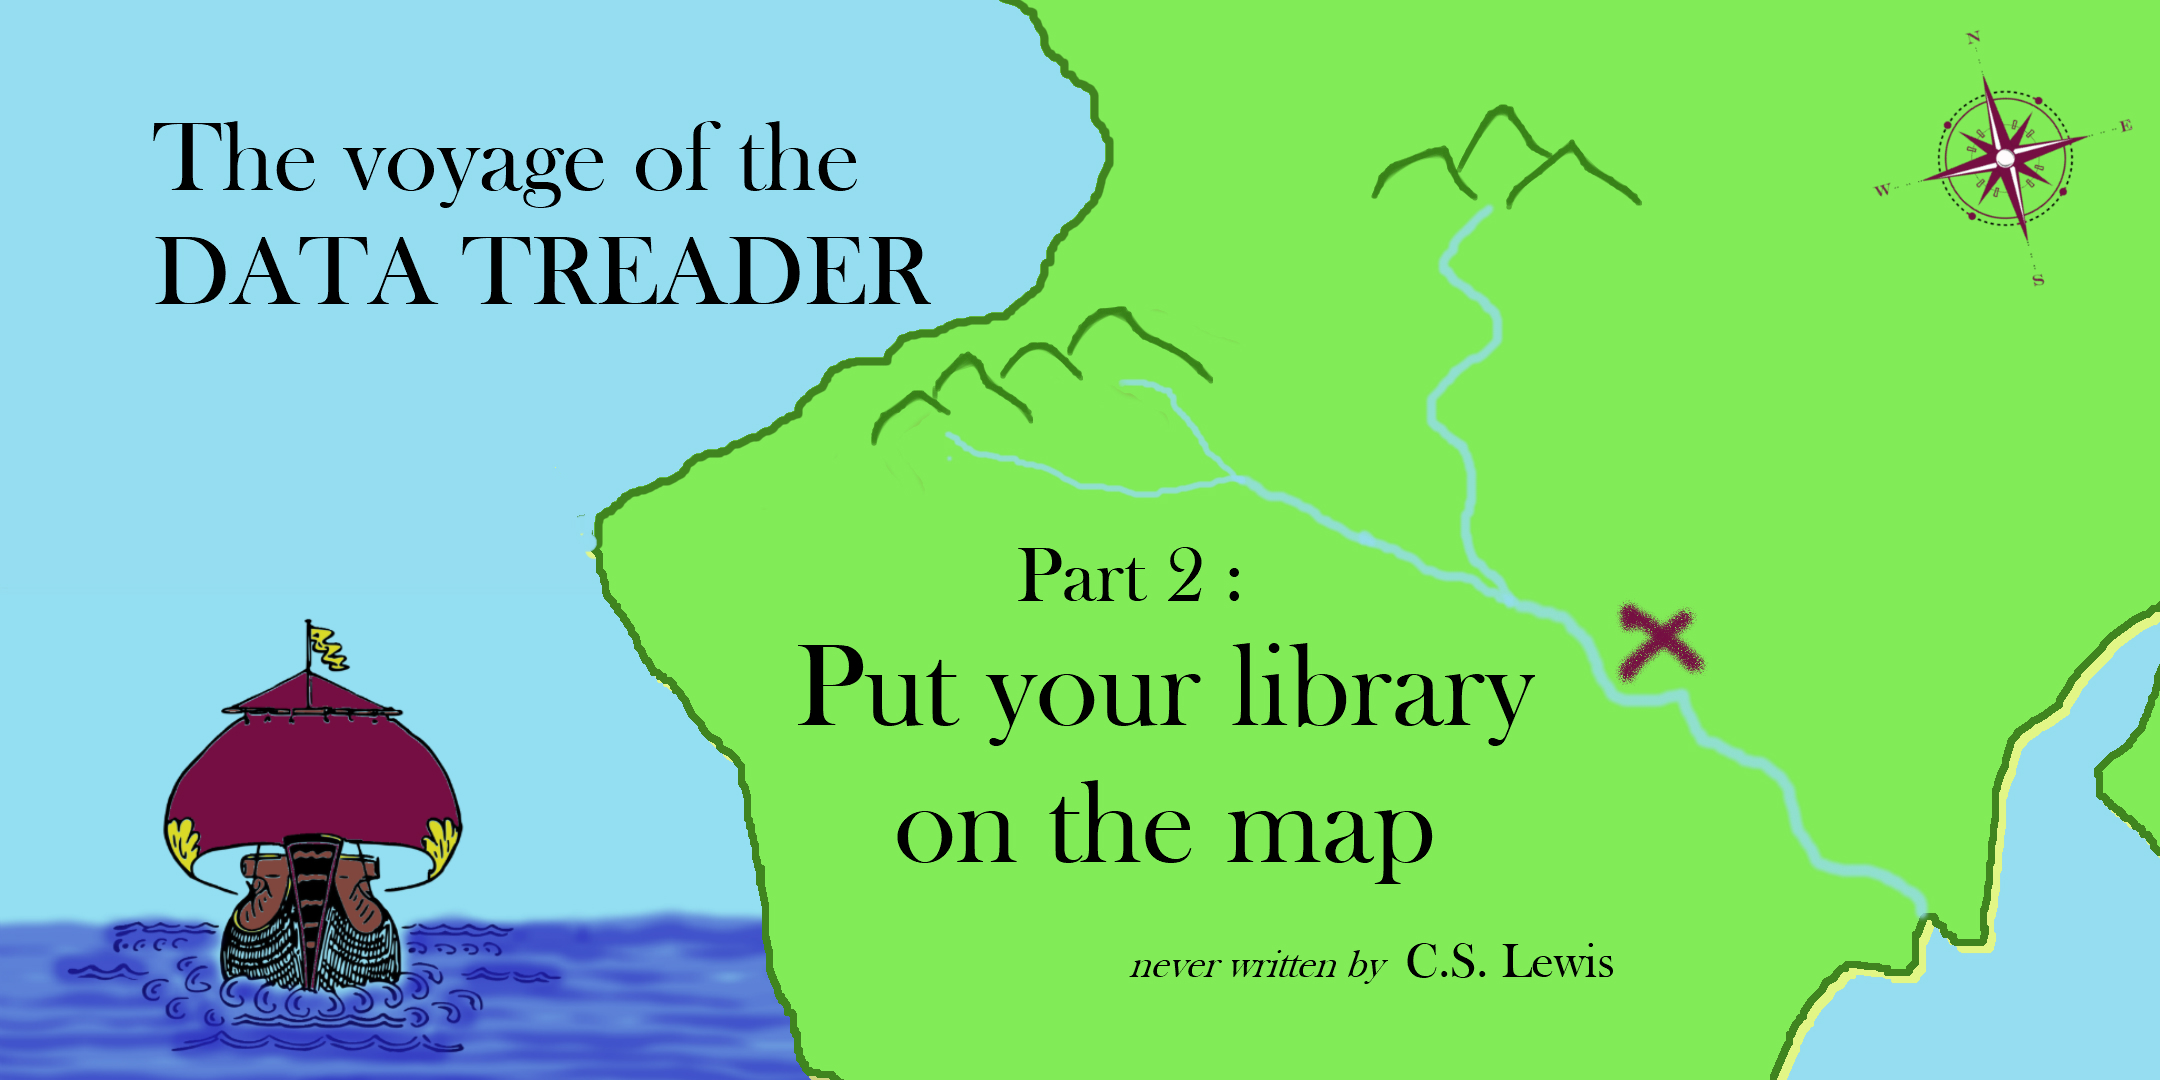 The voyage of the
DATA TREADER
N
E
W
S
Part 2 :
Put your library
on the map
never written by C.S. Lewis